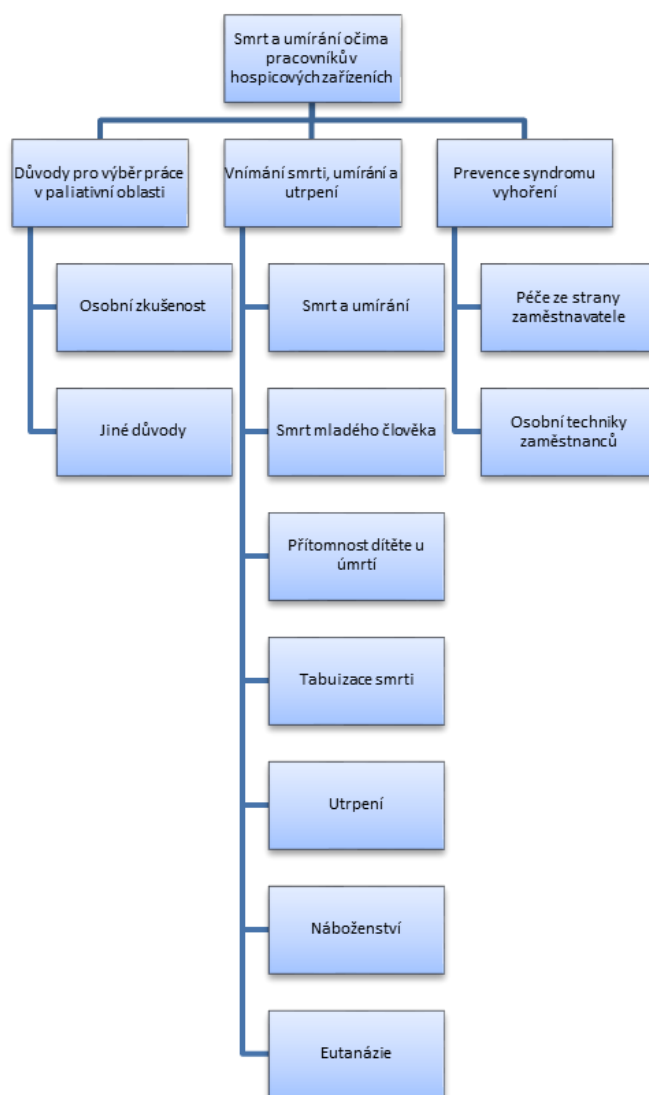 Smrt a umírání očima
pracovníků v
hospicových zařízeních
Důvody pro výběr práce
v paliativní oblasti
Vnímání smrti, umírání a
utrpení
Prevence syndromu
vyhoření
Osobní zkušenost
Jiné důvody
Smrt a umírání
Smrt mladého člověka
Přítomnost dítěte u
úmrtí
Tabuizace smrti
Utrpení
Náboženství
Eutanázie
Péče ze strany
zaměstnavatele
Osobní techniky
zaměstnanců